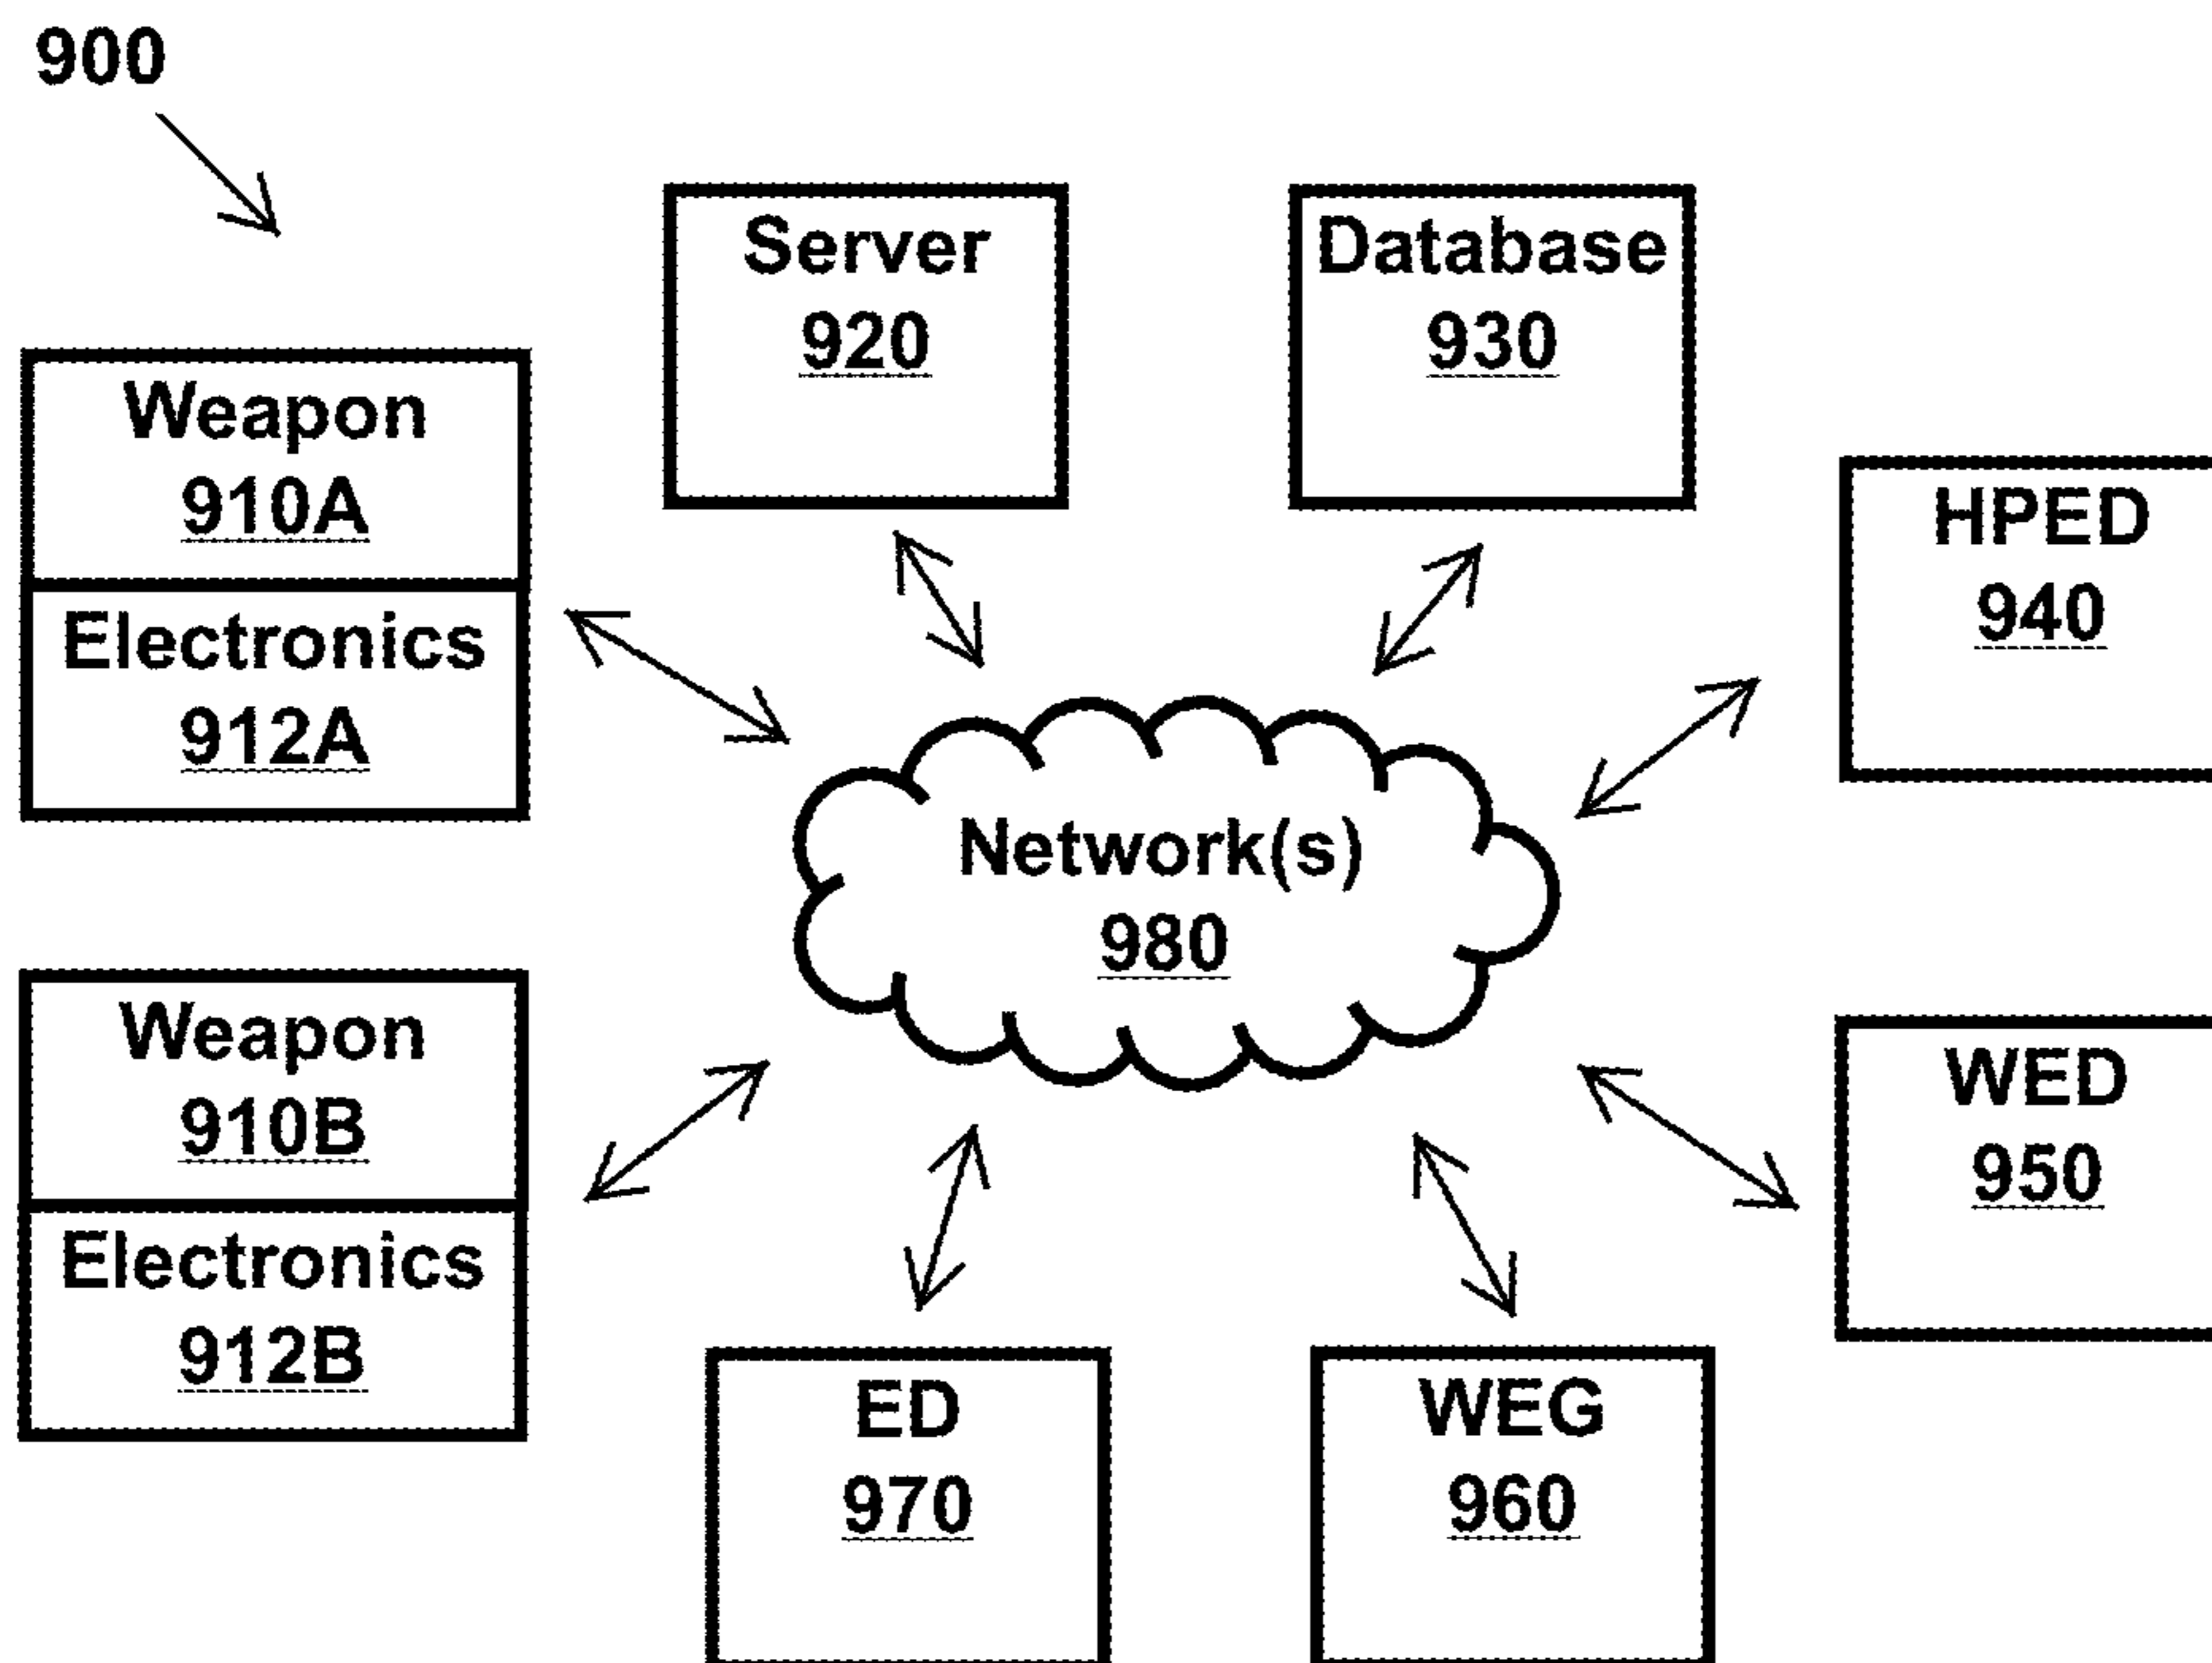 900
Server
920
Database
930
Weapon
910A
Electronics
912A
HPED
940
Network(s)
980
Weapon
910B
Electronics
912B
WED
950
ED
970
WEG
960